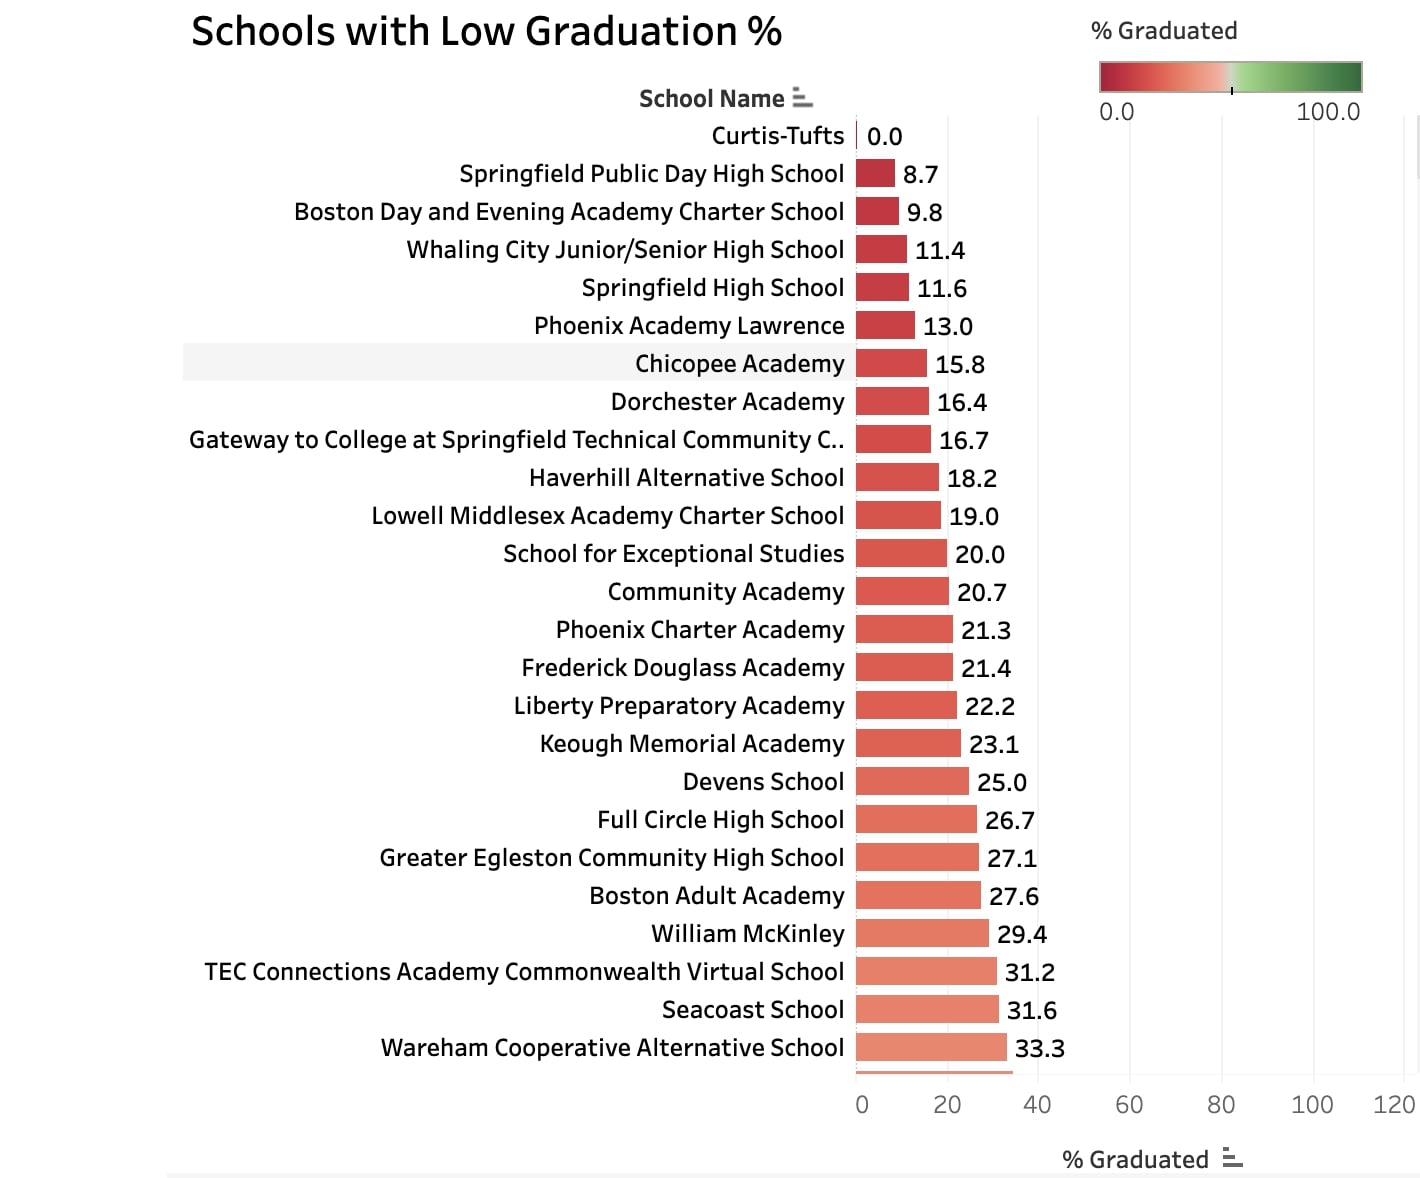 Schools with Low Graduation %
% Graduated
0.0 100.0
School Name
Curtis-Tufts 0.0
Springfield Public Day High School 8.7
Boston Day and Evening Academy Charter School 9.8
Whaling City Junior/Senior High School 11.4
Springfield High School 11.6
Phoenix Academy Lawrence 13.0
Chicopee Academy 15.8
Dorchester Academy 16.4
Gateway to College at Springfield Technical Community C.. 16.7
Haverhill Alternative School 18.2
Lowell Middlesex Academy Charter School 19.0
School for Exceptional Studies 20.0
Community Academy 20.7
Phoenix Charter Academy 21.3
Frederick Douglass Academy 21.4
Liberty Preparatory Academy 22.2
Keough Memorial Academy 23.1
Devens School 25.0
Full Circle High School 26.7
Greater Egleston Community High School 27.1
Boston Adult Academy 27.6
William McKinley 29.4
TEC Connections Academy Commonwealth Virtual School 31.2
Seacoast School 31.6
Wareham Cooperative Alternative School 33.3
0 20 40 60 80 100 120
% Graduated